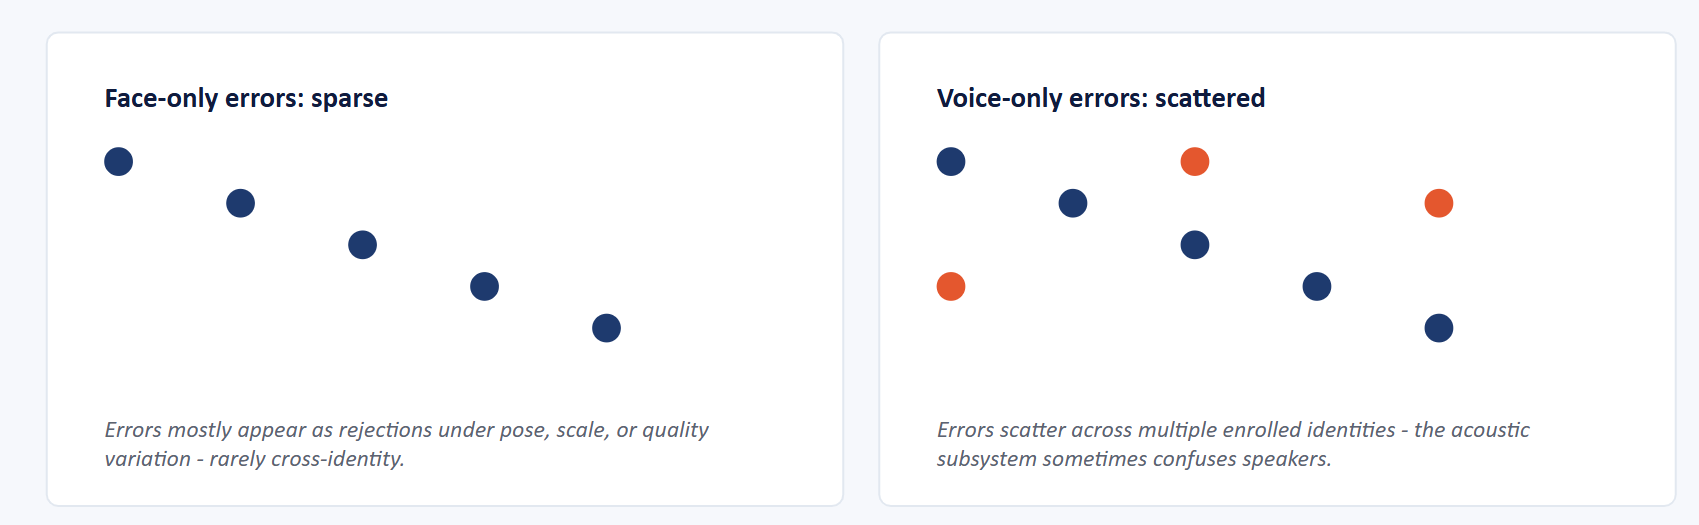 Face-only errors: sparse
Errors mostly appear as rejections under pose, scale, or quality
variation - rarely cross-identity.
Voice-only errors: scattered
Errors scatter across multiple enrolled identities - the acoustic
subsystem sometimes confuses speakers.